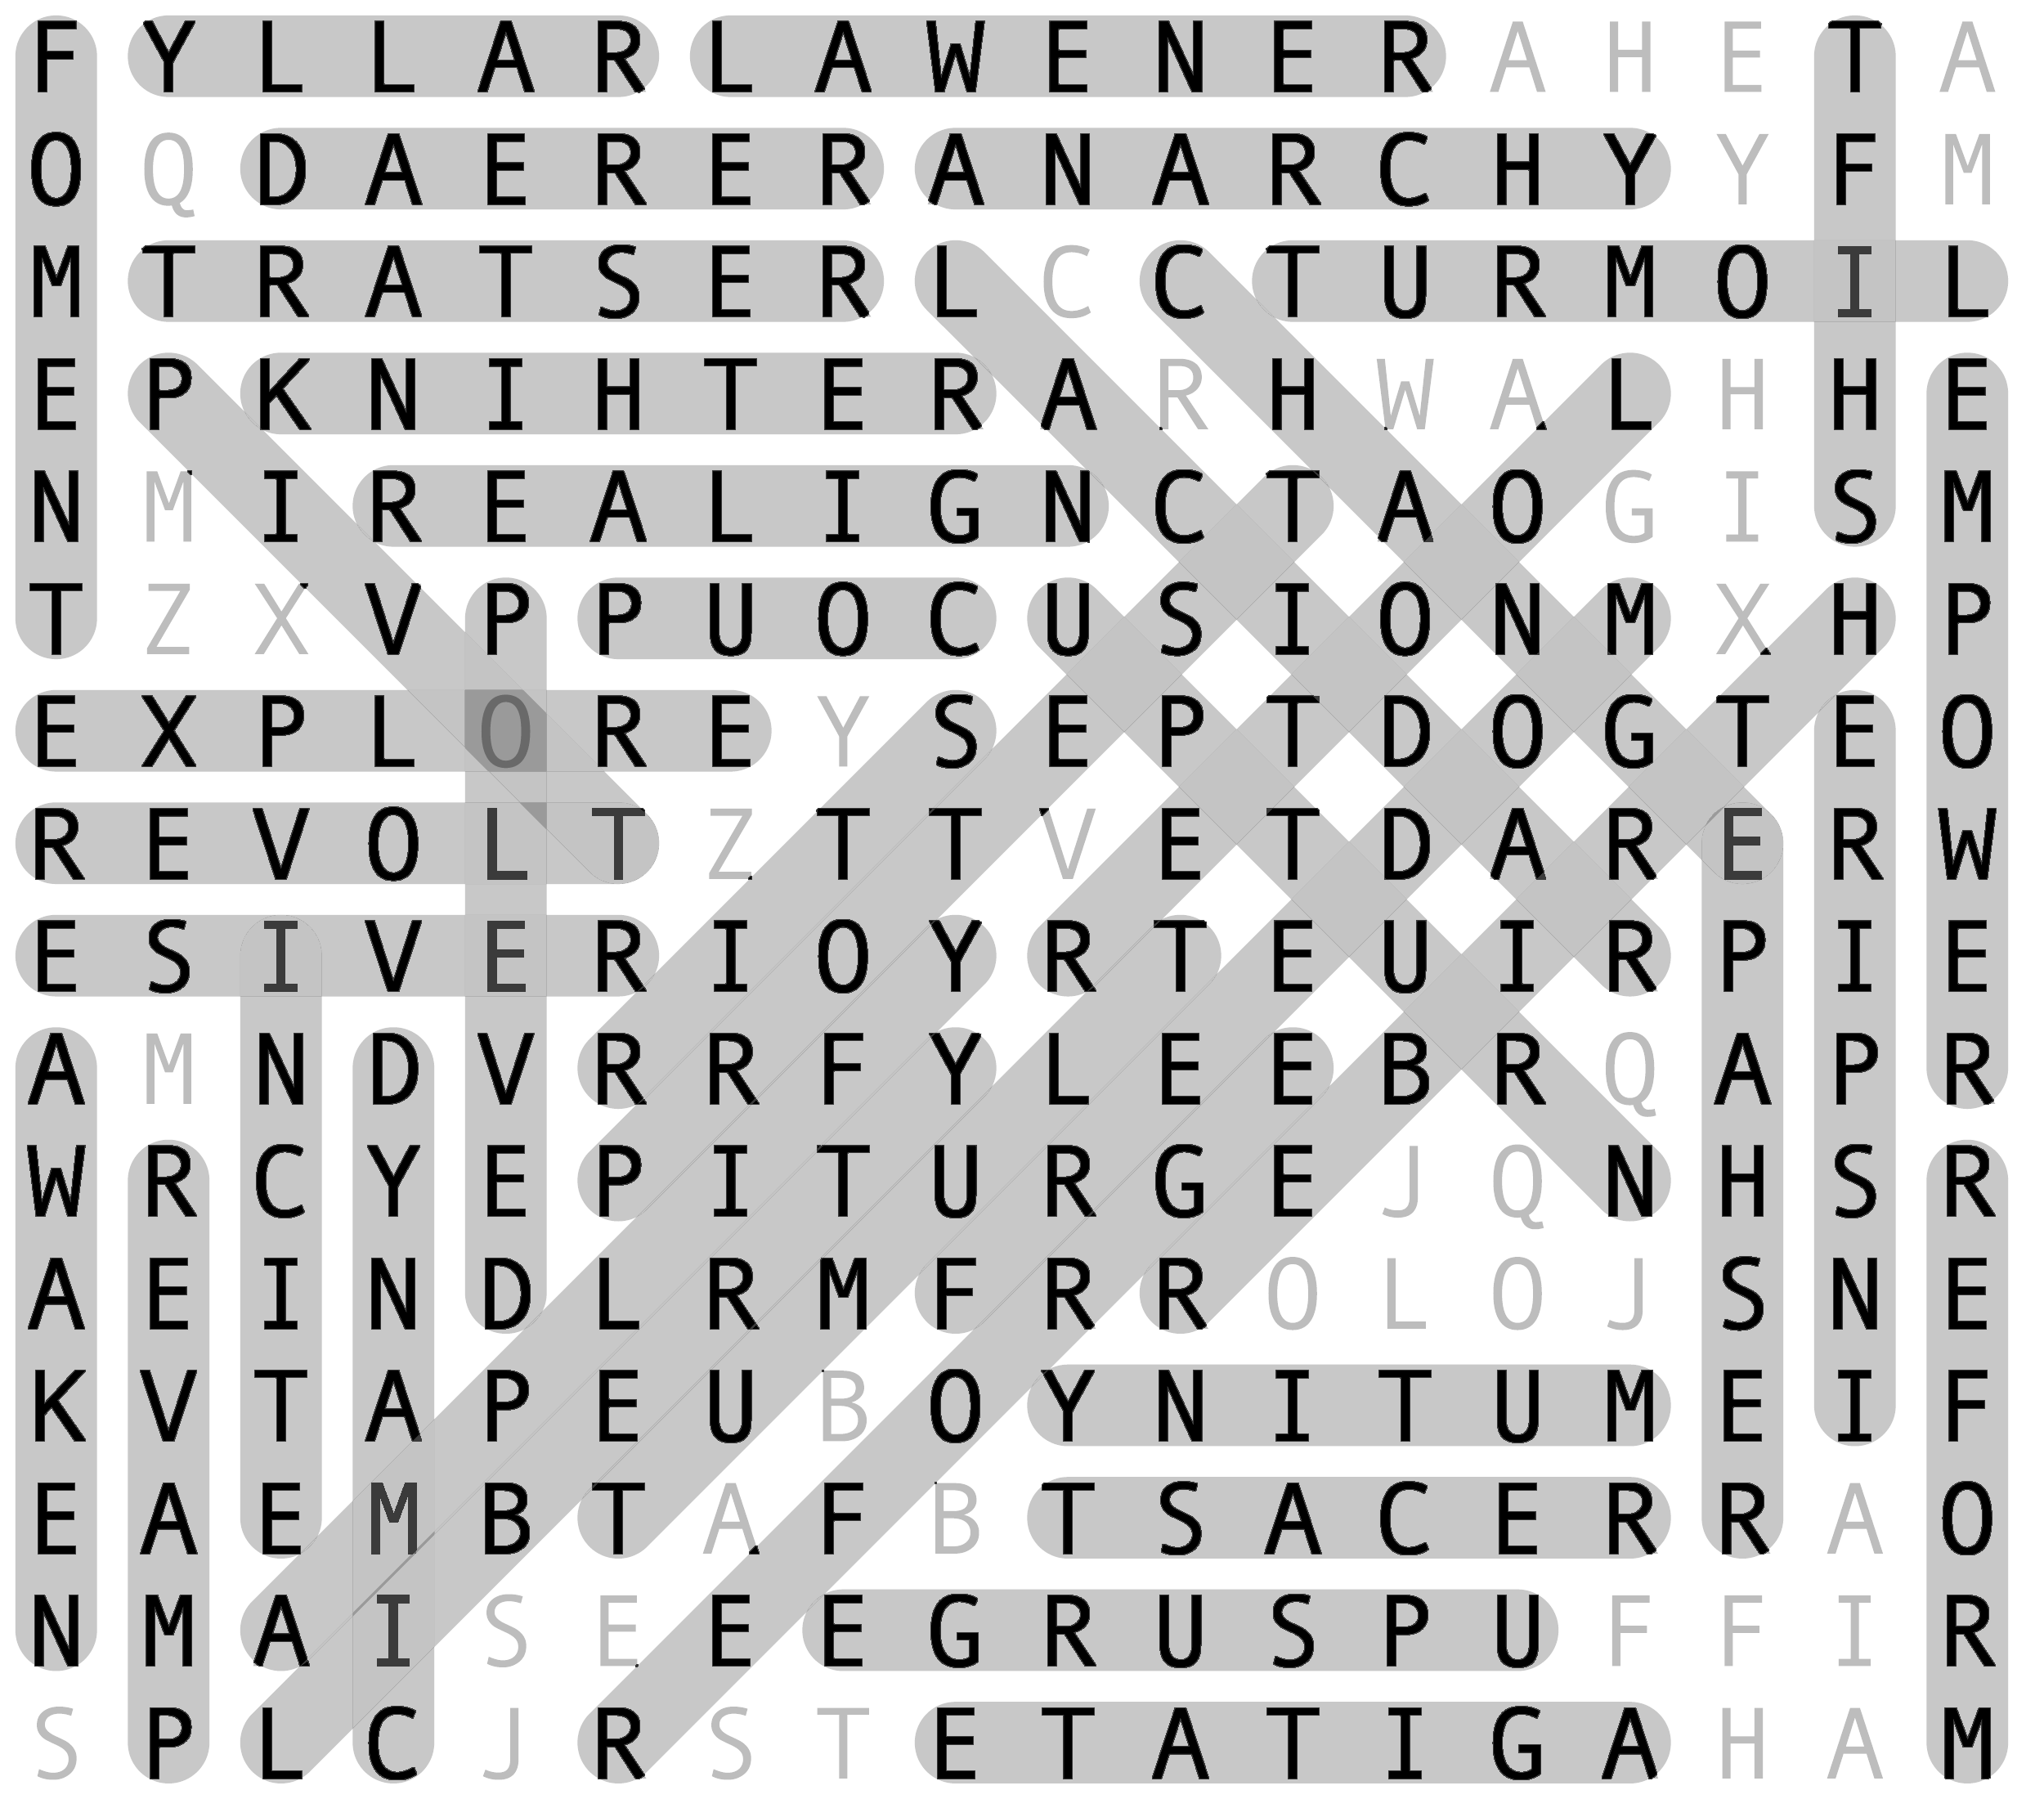 F Y L L A R L A W E N E R A H E T A
O Q D A E R E R A N A R C H Y Y F M
M T R A T S E R L C C T U R M O I L
E P K N I H T E R A R H W A L H H E
N M I R E A L I G N C T A O G I S M
T Z X V P P U O C U S I O N M X H P
E X P L O R E Y S E P T D O G T E O
R E V O L T Z T T V E T D A R E R W
E S I V E R I O Y R T E U I R P I E
A M N D V R R F Y L E E B R Q A P R
W R C Y E P I T U R G E J Q N H S R
A E I N D L R M F R R O L O J S N E
K V T A P E U B O Y N I T U M E I F
E A E M B T A F B T S A C E R R A O
N M A I S E E E G R U S P U F F I R
S P L C J R S T E T A T I G A H A M